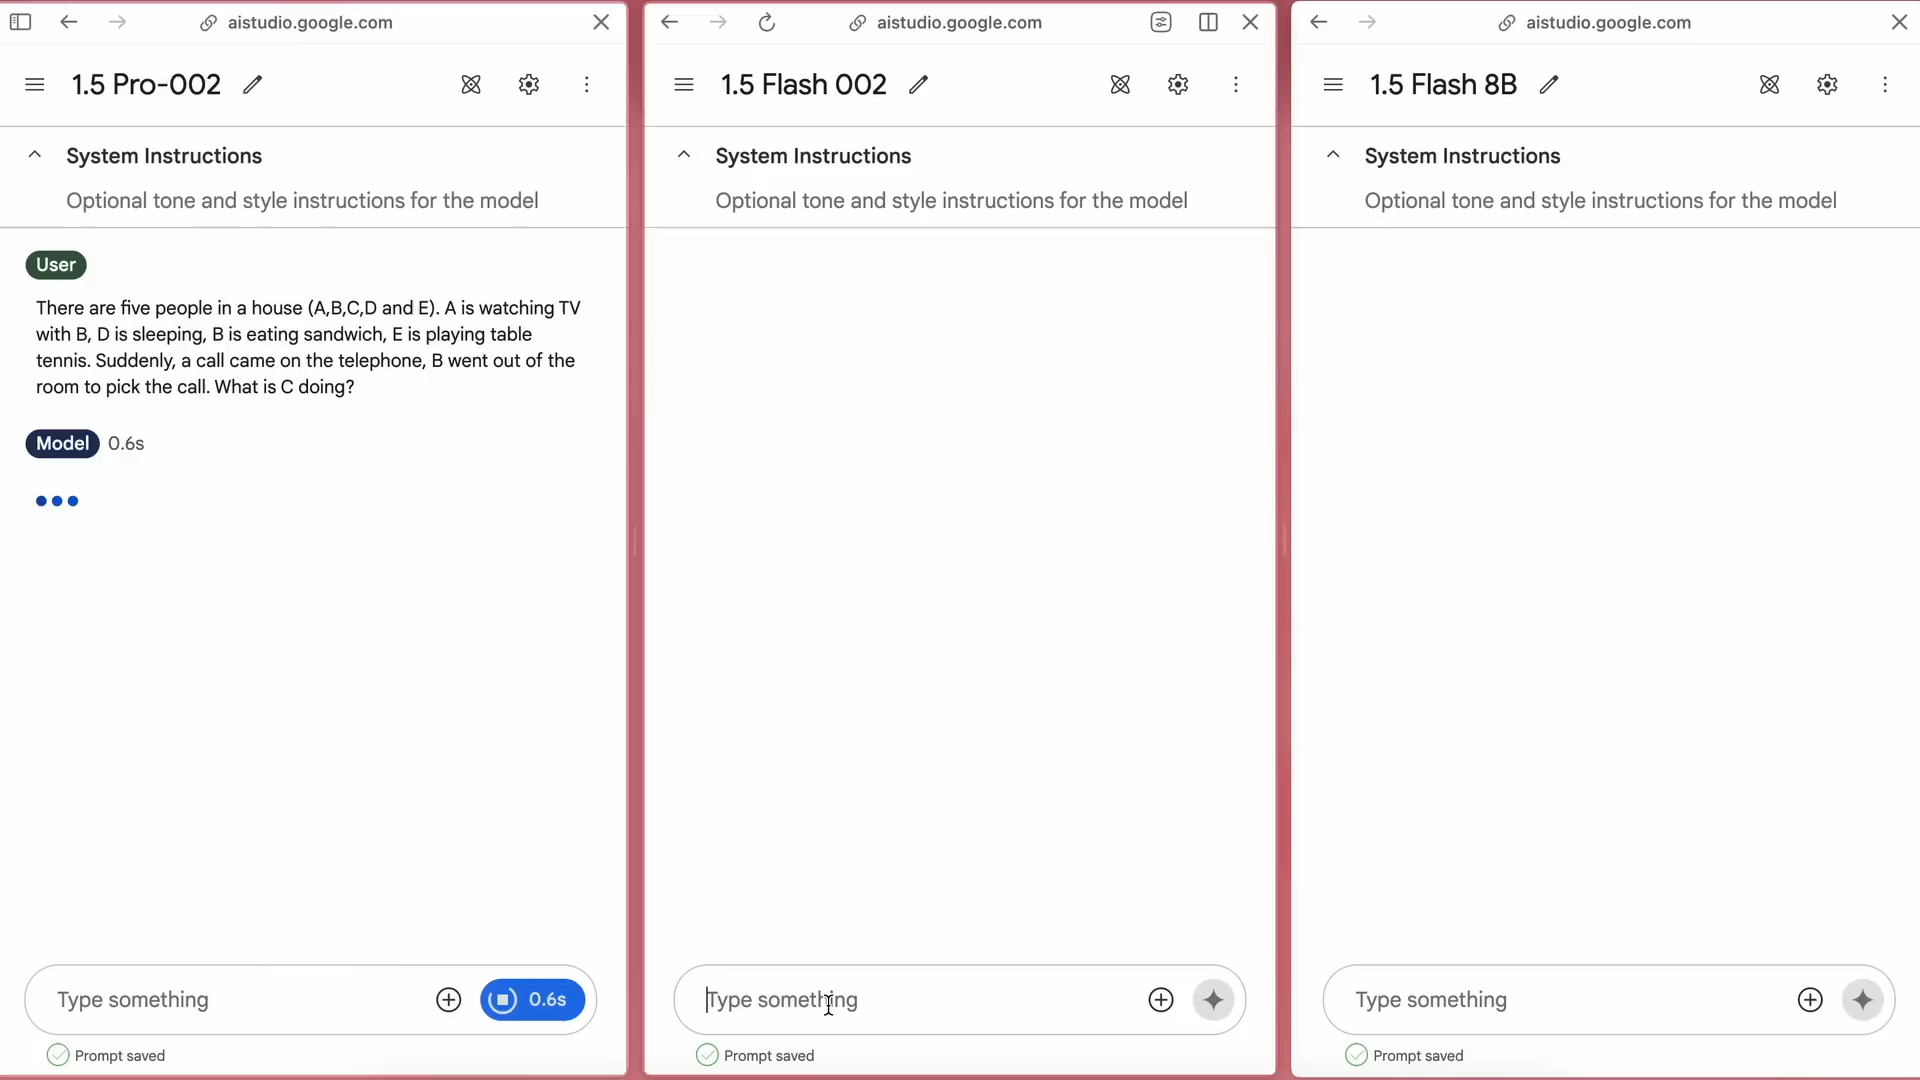 aistudio.google.com
1.5 Pro-002
System Instructions
Optional tone and style instructions for the model
User
There are five people in a house (A,B,C,D and E). A is watching TV
with B, D is sleeping, B is eating sandwich, E is playing table
tennis. Suddenly, a call came on the telephone, B went out of the
room to pick the call. What is C doing?
Model 0.6s
Type something
0.6s
Prompt saved
aistudio.google.com
1.5 Flash 002
System Instructions
Optional tone and style instructions for the model
Type something
Prompt saved
aistudio.google.com
1.5 Flash 8B
System Instructions
Optional tone and style instructions for the model
Type something
Prompt saved